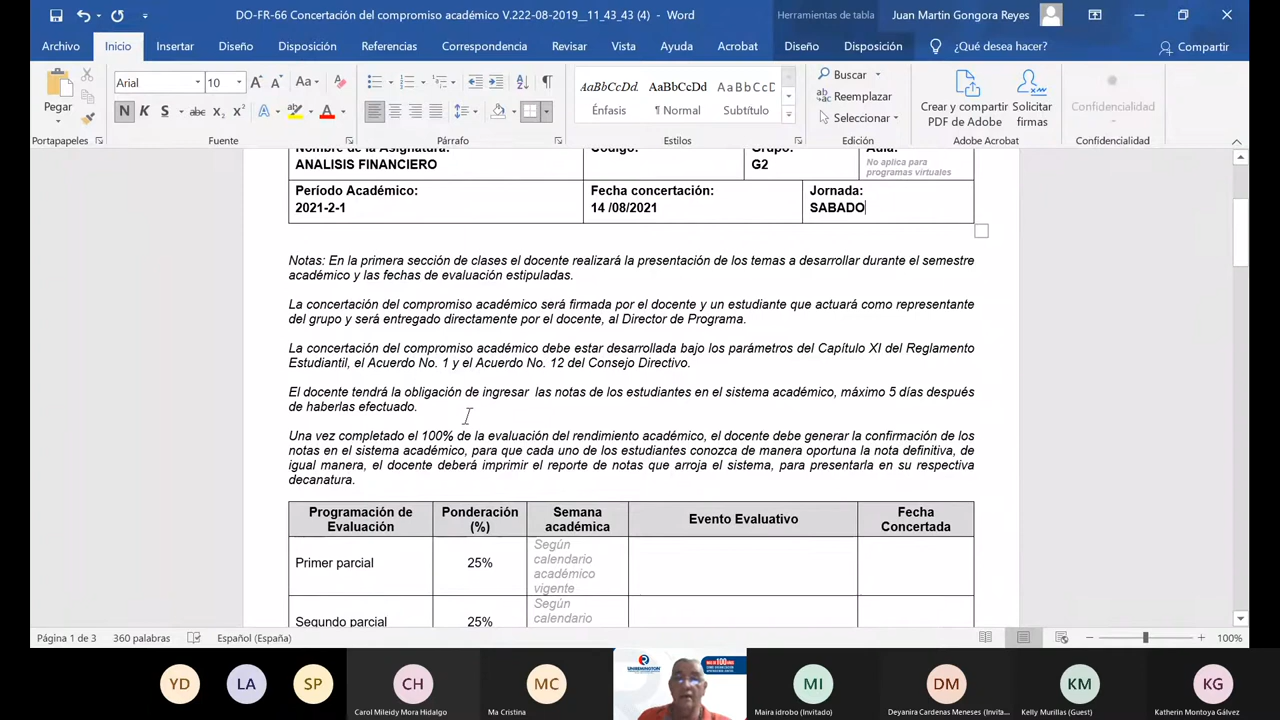 DO-FR-66 Concertación del compromiso académico V.222-08-2019__11_43_43 (4) - Word
Herramientas de tabla
Juan Martin Gongora Reyes
Archivo Inicio Insertar Diseño Disposición Referencias Correspondencia Revisar Vista Ayuda Acrobat Diseño Disposición ¿Qué desea hacer? Compartir
Pegar
Arial 10
Aa
N K S abc x₂ x² A A
AaBbCcDd. AaBbCcDd AaBbCcD
Énfasis ¶ Normal Subtítulo
Buscar
Reemplazar
Seleccionar
Crear y compartir PDF de Adobe
Solicitar firmas
Confidencialidad
Portapapeles Fuente Párrafo Estilos Edición Adobe Acrobat Confidencialidad
Nombre de la Asignatura: Código: Grupo: Aula:
ANALISIS FINANCIERO G2 No aplica para
programas virtuales
Período Académico: Fecha concertación: Jornada:
2021-2-1 14 /08/2021 SABADO
Notas: En la primera sección de clases el docente realizará la presentación de los temas a desarrollar durante el semestre
académico y las fechas de evaluación estipuladas.
La concertación del compromiso académico será firmada por el docente y un estudiante que actuará como representante
del grupo y será entregado directamente por el docente, al Director de Programa.
La concertación del compromiso académico debe estar desarrollada bajo los parámetros del Capítulo XI del Reglamento
Estudiantil, el Acuerdo No. 1 y el Acuerdo No. 12 del Consejo Directivo.
El docente tendrá la obligación de ingresar las notas de los estudiantes en el sistema académico, máximo 5 días después
de haberlas efectuado.
Una vez completado el 100% de la evaluación del rendimiento académico, el docente debe generar la confirmación de los
notas en el sistema académico, para que cada uno de los estudiantes conozca de manera oportuna la nota definitiva, de
igual manera, el docente deberá imprimir el reporte de notas que arroja el sistema, para presentarla en su respectiva
decanatura.
Programación de Ponderación Semana Evento Evaluativo Fecha
Evaluación (%) académica Concertada
Primer parcial 25% Según
calendario
académico
vigente
Segundo parcial 25% Según
calendario
Página 1 de 3 360 palabras Español (España) 100%
YD LA SP CH MC MI DM KM KG
UNIREMINGTON
Carol Mileidy Mora Hidalgo Ma Cristina Maira idrobo (Invitado) Deyanira Cardenas Meneses (Invita... Kelly Murillas (Guest) Katherin Montoya Gálvez